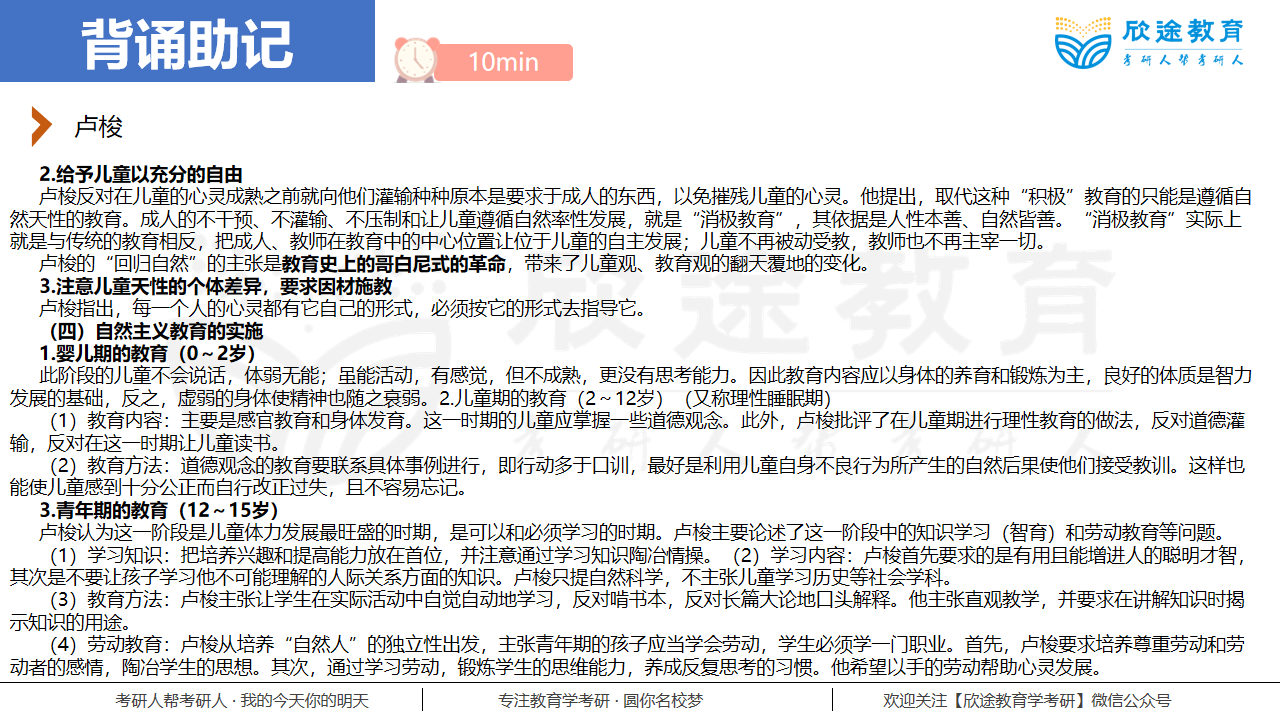 背诵助记
10min
欣途教育
考研人帮考研人
卢梭
2.给予儿童以充分的自由
卢梭反对在儿童的心灵成熟之前就向他们灌输种种原本是要求于成人的东西，以免摧残儿童的心灵。他提出，取代这种“积极”教育的只能是遵循自
然天性的教育。成人的不干预、不灌输、不压制和让儿童遵循自然率性发展，就是“消极教育”，其依据是人性本善、自然皆善。“消极教育”实际上
就是与传统的教育相反，把成人、教师在教育中的中心位置让位于儿童的自主发展；儿童不再被动受教，教师也不再主宰一切。
卢梭的“回归自然”的主张是教育史上的哥白尼式的革命，带来了儿童观、教育观的翻天覆地的变化。
3.注意儿童天性的个体差异，要求因材施教
卢梭指出，每一个人的心灵都有它自己的形式，必须按它的形式去指导它。
（四）自然主义教育的实施
1.婴儿期的教育（0～2岁）
此阶段的儿童不会说话，体弱无能；虽能活动，有感觉，但不成熟，更没有思考能力。因此教育内容应以身体的养育和锻炼为主，良好的体质是智力
发展的基础，反之，虚弱的身体使精神也随之衰弱。2.儿童期的教育（2～12岁）（又称理性睡眠期）
（1）教育内容：主要是感官教育和身体发育。这一时期的儿童应掌握一些道德观念。此外，卢梭批评了在儿童期进行理性教育的做法，反对道德灌
输，反对在这一时期让儿童读书。
（2）教育方法：道德观念的教育要联系具体事例进行，即行动多于口训，最好是利用儿童自身不良行为所产生的自然后果使他们接受教训。这样也
能使儿童感到十分公正而自行改正过失，且不容易忘记。
3.青年期的教育（12～15岁）
卢梭认为这一阶段是儿童体力发展最旺盛的时期，是可以和必须学习的时期。卢梭主要论述了这一阶段中的知识学习（智育）和劳动教育等问题。
（1）学习知识：把培养兴趣和提高能力放在首位，并注意通过学习知识陶冶情操。（2）学习内容：卢梭首先要求的是有用且能增进人的聪明才智，
其次是不要让孩子学习他不可能理解的人际关系方面的知识。卢梭只提自然科学，不主张儿童学习历史等社会学科。
（3）教育方法：卢梭主张让学生在实际活动中自觉自动地学习，反对啃书本，反对长篇大论地口头解释。他主张直观教学，并要求在讲解知识时揭
示知识的用途。
（4）劳动教育：卢梭从培养“自然人”的独立性出发，主张青年期的孩子应当学会劳动，学生必须学一门职业。首先，卢梭要求培养尊重劳动和劳
动者的感情，陶冶学生的思想。其次，通过学习劳动，锻炼学生的思维能力，养成反复思考的习惯。他希望以手的劳动帮助心灵发展。
考研人帮考研人 · 我的今天你的明天
专注教育学考研 · 圆你名校梦
欢迎关注【欣途教育学考研】微信公众号